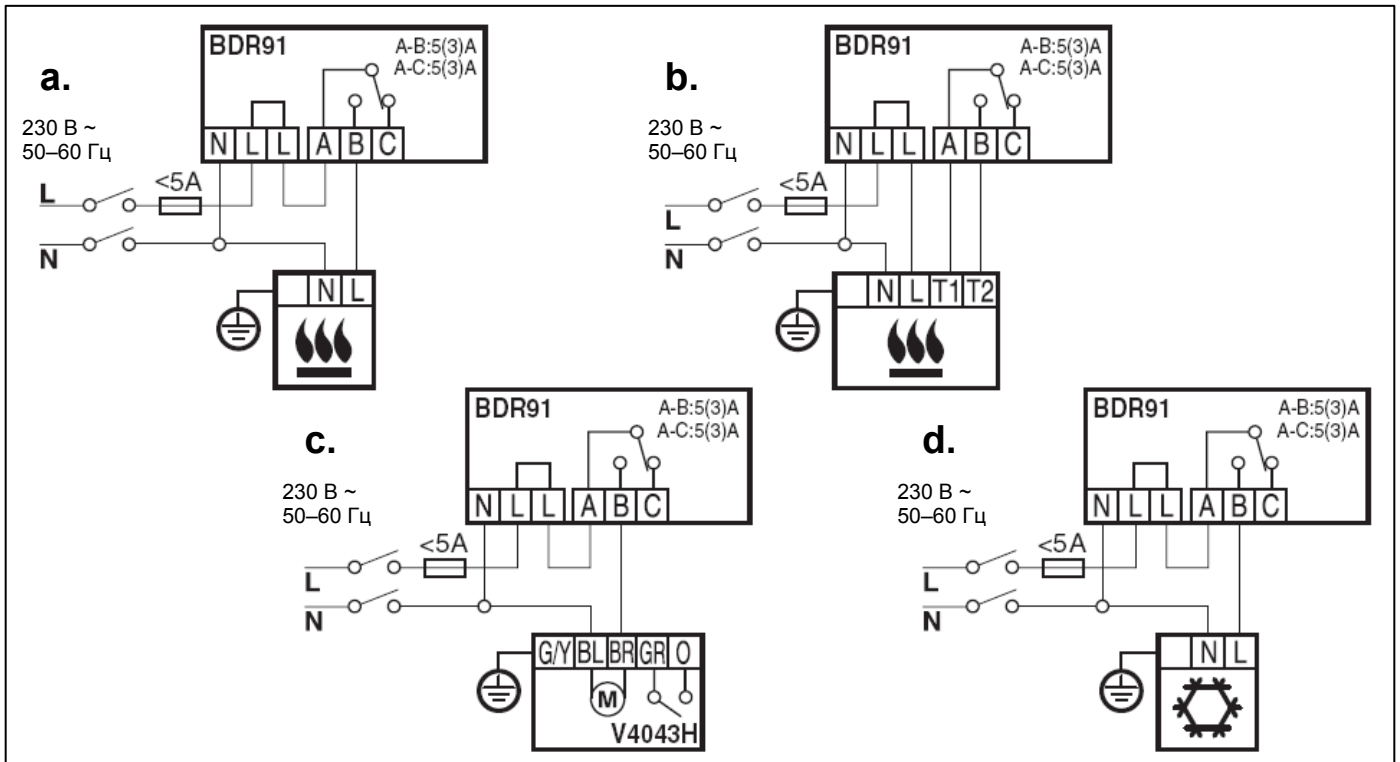 a.
BDR91
A-B:5(3)A
A-C:5(3)A
230 В ~
50–60 Гц
N L L A B C
<5A
L
N
N L
b.
BDR91
A-B:5(3)A
A-C:5(3)A
230 В ~
50–60 Гц
N L L A B C
<5A
L
N
N L T1 T2
c.
BDR91
A-B:5(3)A
A-C:5(3)A
230 В ~
50–60 Гц
N L L A B C
<5A
L
N
G/Y BL BR GR O
M
V4043H
d.
BDR91
A-B:5(3)A
A-C:5(3)A
230 В ~
50–60 Гц
N L L A B C
<5A
L
N
N L